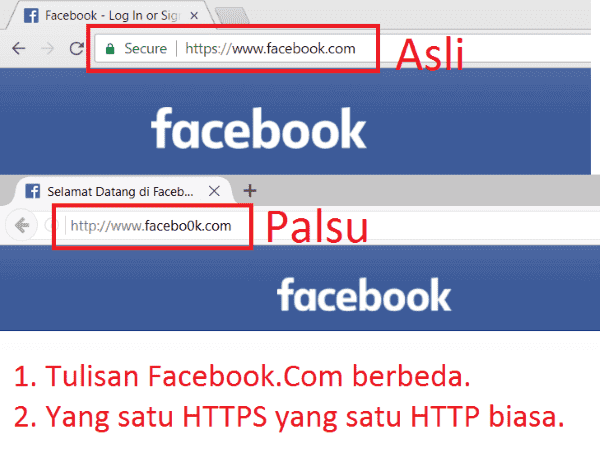 Facebook - Log In or Sig
Secure https://www.facebook.com
Asli
facebook
Selamat Datang di Faceb...
http://www.facebo0k.com
Palsu
facebook
1. Tulisan Facebook.Com berbeda.
2. Yang satu HTTPS yang satu HTTP biasa.